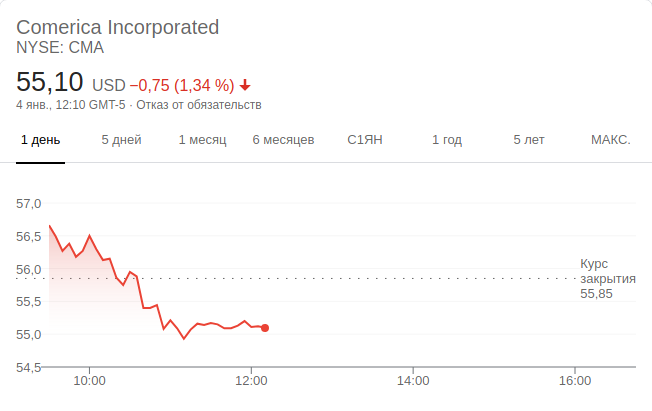 Comerica Incorporated
NYSE: CMA
55,10 USD −0,75 (1,34 %)
4 янв., 12:10 GMT-5 · Отказ от обязательств
1 день 5 дней 1 месяц 6 месяцев С1ЯН 1 год 5 лет МАКС.
57,0
56,5
56,0
55,5
55,0
54,5
Курс
закрытия
55,85
10:00 12:00 14:00 16:00